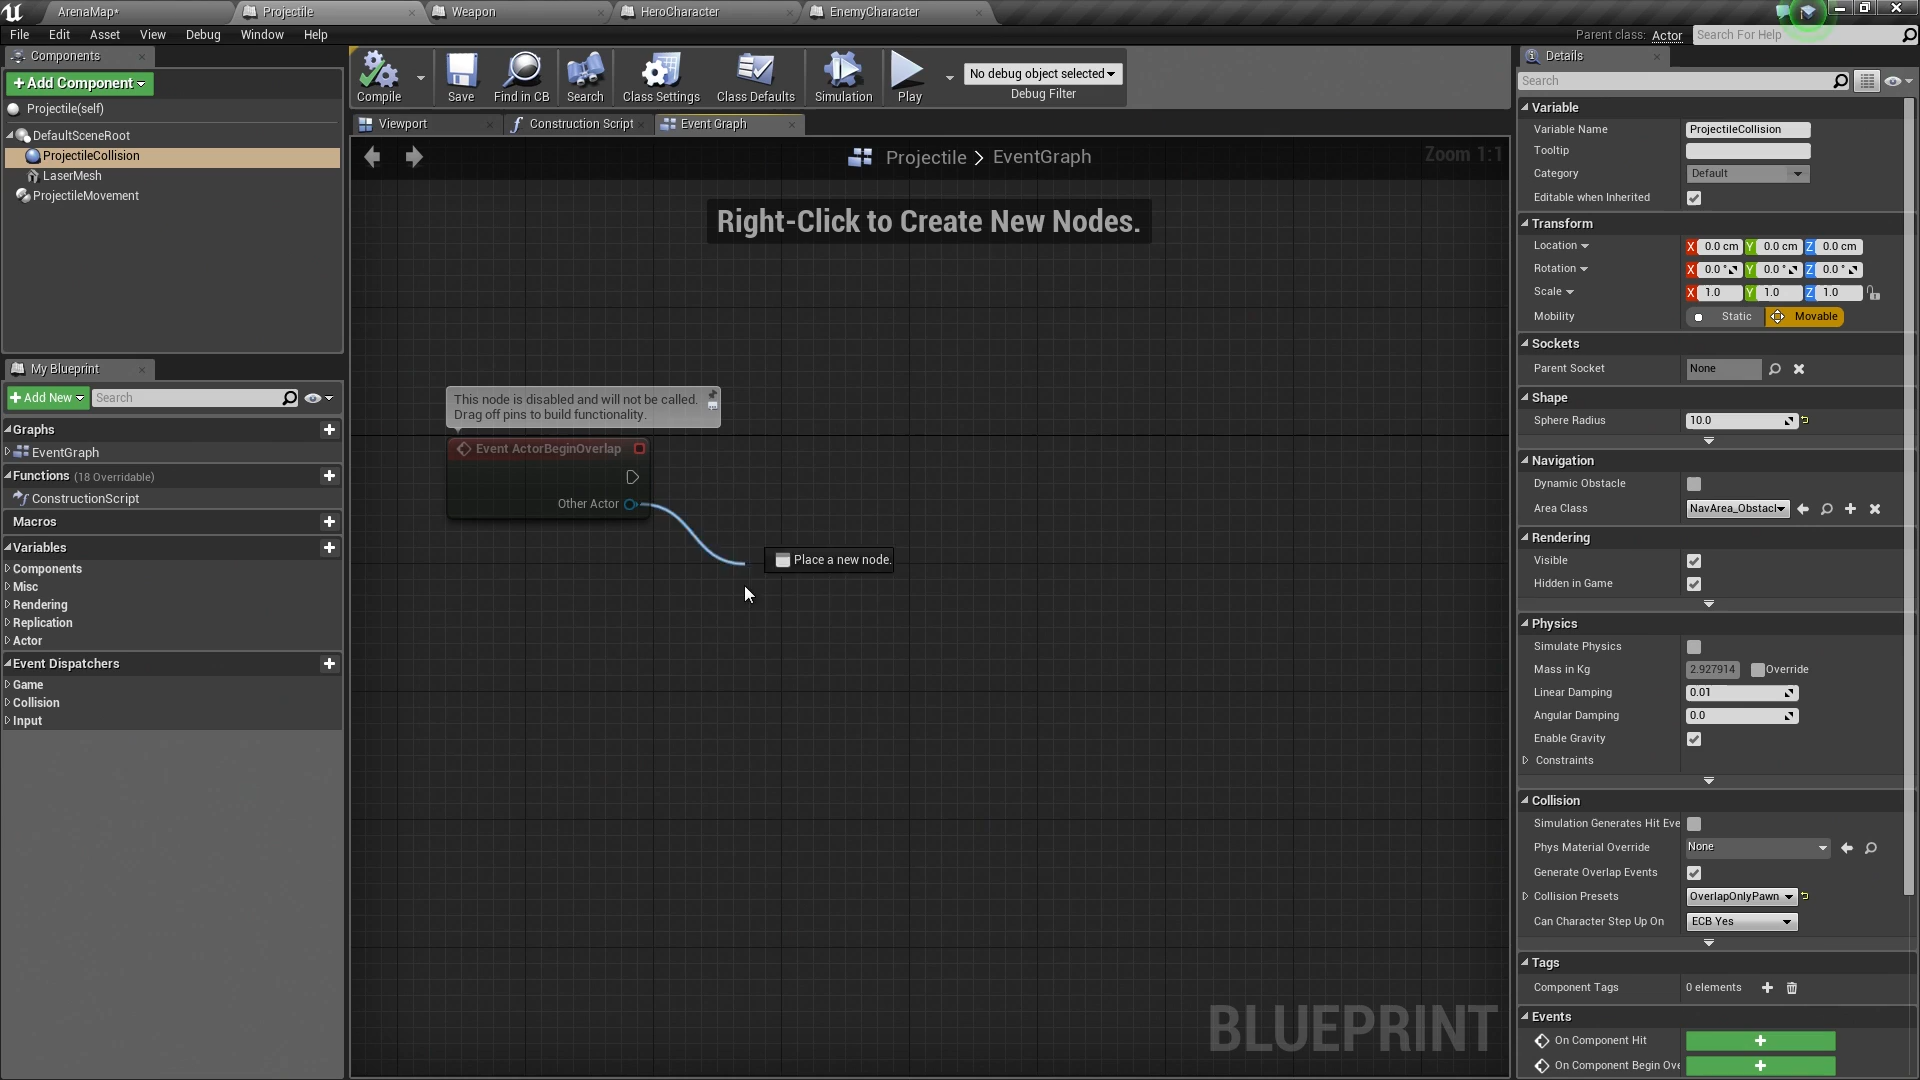 ArenaMap*
Projectile
Weapon
HeroCharacter
EnemyCharacter
File Edit Asset View Debug Window Help
Parent class: Actor
Search For Help
Components
+Add Component
Projectile(self)
DefaultSceneRoot
ProjectileCollision
LaserMesh
ProjectileMovement
My Blueprint
+Add New
Search
Graphs
EventGraph
Functions (18 Overridable)
ConstructionScript
Macros
Variables
Components
Misc
Rendering
Replication
Actor
Event Dispatchers
Game
Collision
Input
Compile
Save
Find in CB
Search
Class Settings
Class Defaults
Simulation
Play
No debug object selected
Debug Filter
Viewport
Construction Script
Event Graph
Projectile > EventGraph
Zoom 1:1
Right-Click to Create New Nodes.
This node is disabled and will not be called.
Drag off pins to build functionality.
Event ActorBeginOverlap
Other Actor
Place a new node.
BLUEPRINT
Details
Search
Variable
Variable Name ProjectileCollision
Tooltip
Category Default
Editable when Inherited
Transform
Location X 0.0 cm Y 0.0 cm Z 0.0 cm
Rotation X 0.0 ° Y 0.0 ° Z 0.0 °
Scale X 1.0 Y 1.0 Z 1.0
Mobility Static Movable
Sockets
Parent Socket None
Shape
Sphere Radius 10.0
Navigation
Dynamic Obstacle
Area Class NavArea_Obstacl
Rendering
Visible
Hidden in Game
Physics
Simulate Physics
Mass in Kg 2.927914 Override
Linear Damping 0.01
Angular Damping 0.0
Enable Gravity
Constraints
Collision
Simulation Generates Hit Eve
Phys Material Override None
Generate Overlap Events
Collision Presets OverlapOnlyPawn
Can Character Step Up On ECB Yes
Tags
Component Tags 0 elements
Events
On Component Hit
On Component Begin Ove